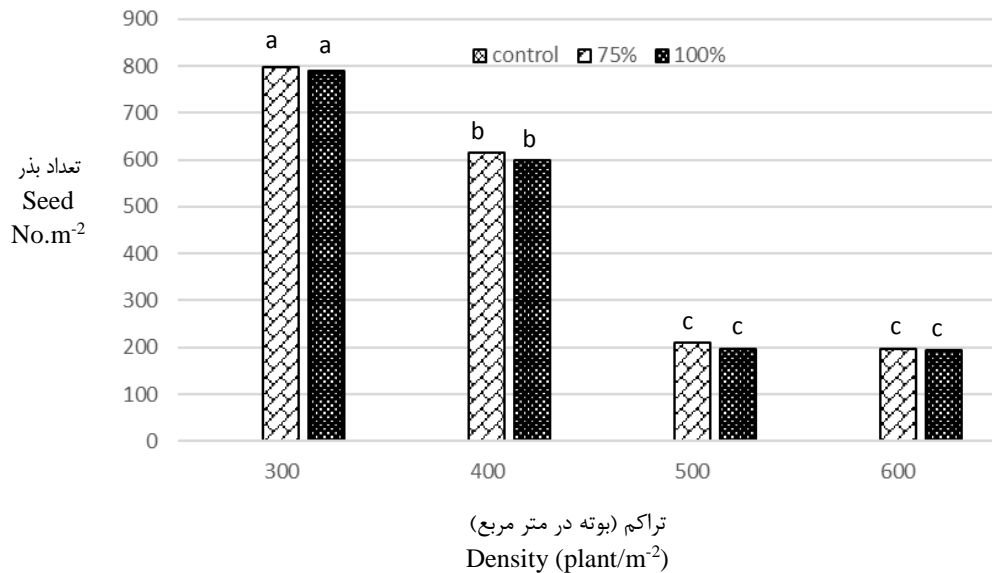 900
800
700
600
500
400
300
200
100
0
a a
b b
c c
c c
control 75% 100%
300 400 500 600
تعداد بذر
Seed
No.m-2
تراکم (بوته در متر مربع)
Density (plant/m-2)